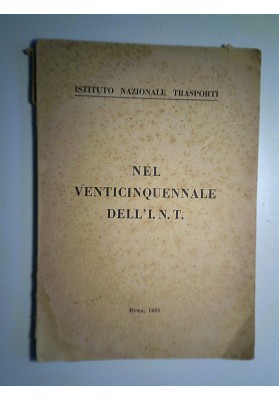 ISTITUTO NAZIONALE TRASPORTI
NEL
VENTICINQUENNALE
DELL'I. N. T.
Roma, 1951